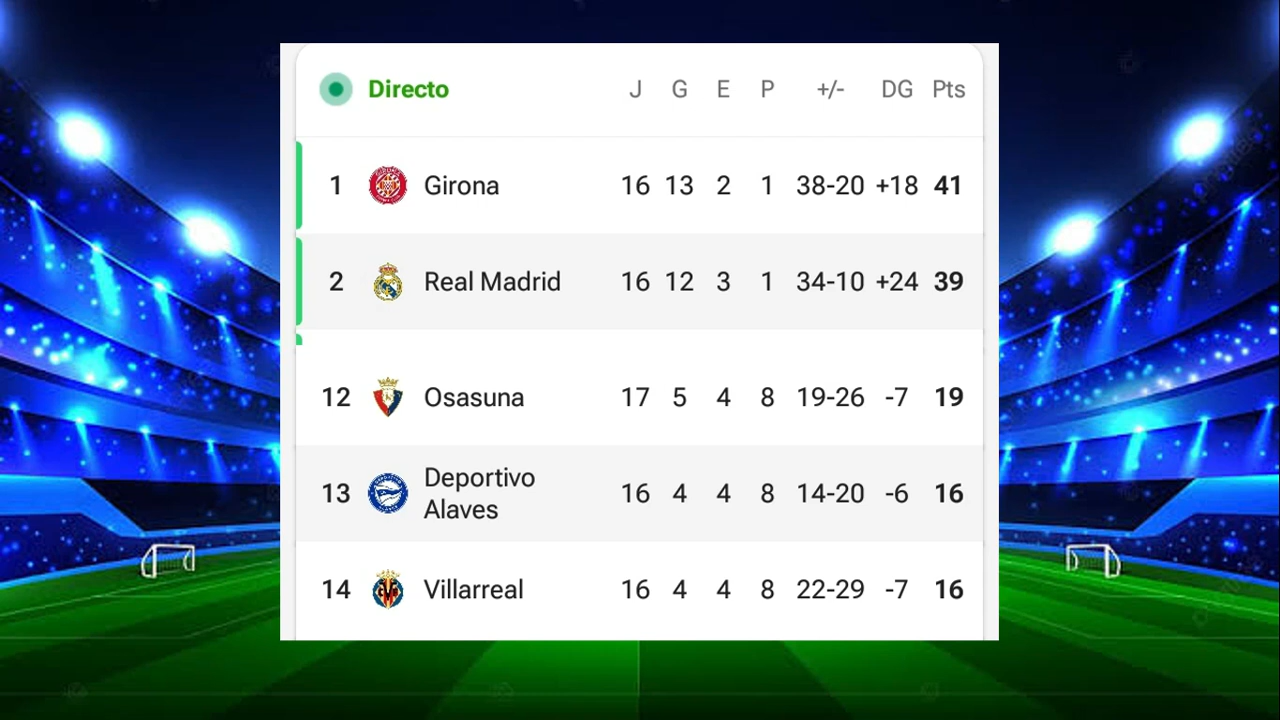 Directo J G E P +/- DG Pts
1 Girona 16 13 2 1 38-20 +18 41
2 Real Madrid 16 12 3 1 34-10 +24 39
12 Osasuna 17 5 4 8 19-26 -7 19
13 Deportivo Alaves 16 4 4 8 14-20 -6 16
14 Villarreal 16 4 4 8 22-29 -7 16